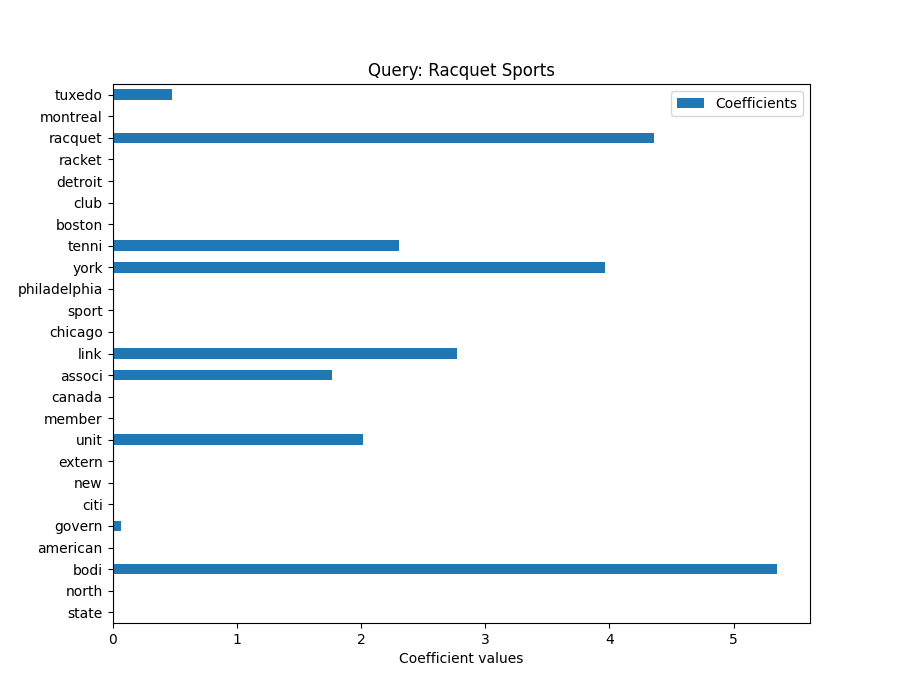 Query: Racquet Sports
Coefficients
tuxedo
montreal
racquet
racket
detroit
club
boston
tenni
york
philadelphia
sport
chicago
link
associ
canada
member
unit
extern
new
citi
govern
american
bodi
north
state
0 1 2 3 4 5
Coefficient values